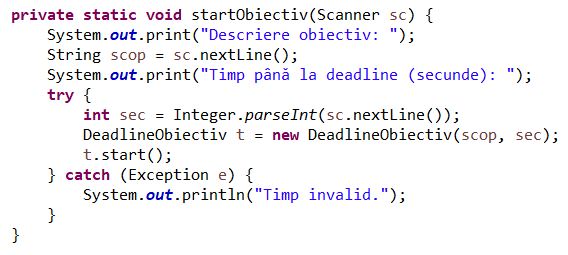 private static void startObiectiv(Scanner sc) {
    System.out.print("Descriere obiectiv: ");
    String scop = sc.nextLine();
    System.out.print("Timp până la deadline (secunde): ");
    try {
        int sec = Integer.parseInt(sc.nextLine());
        DeadlineObiectiv t = new DeadlineObiectiv(scop, sec);
        t.start();
    } catch (Exception e) {
        System.out.println("Timp invalid.");
    }
}